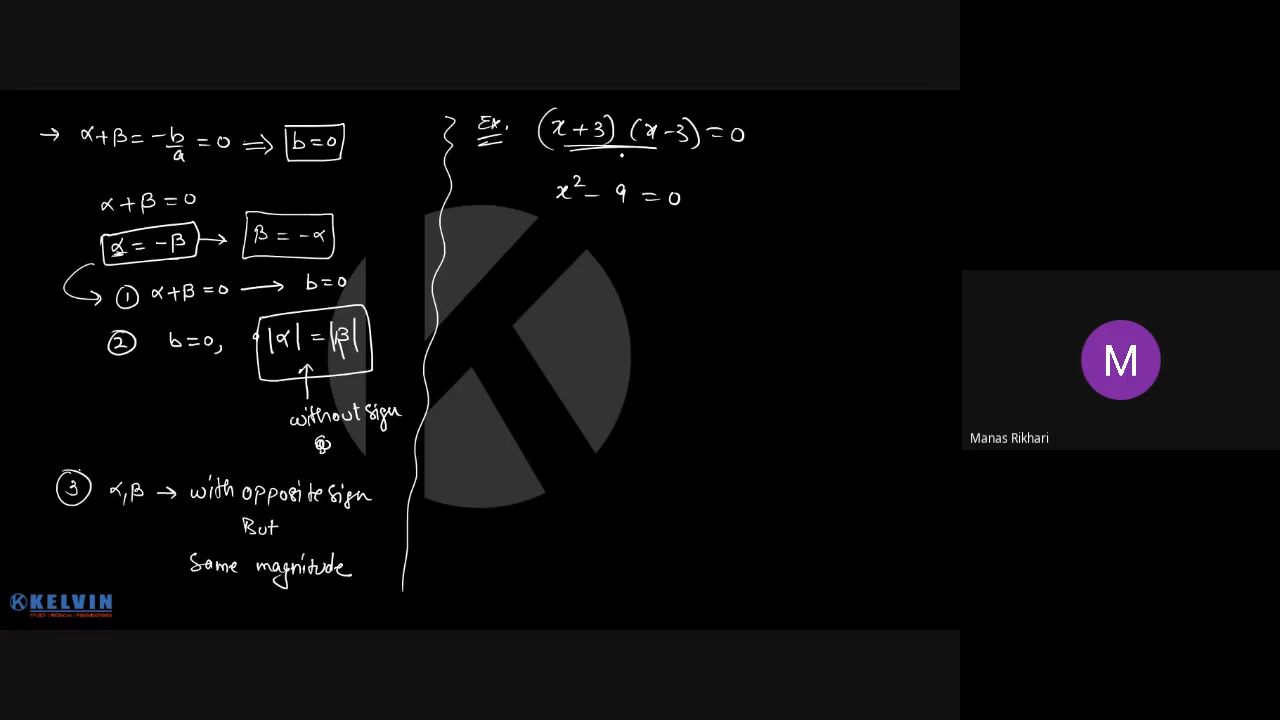 → α+β = -b/a = 0 ⇒ b=0
α+β=0
α = -β → β = -α
① α+β=0 → b=0
② b=0, |α| = |β|
without sign
③ α,β → with opposite sign
But
Same magnitude
Ex. (x+3) (x-3) = 0
x² - 9 = 0
KELVIN
M
Manas Rikhari